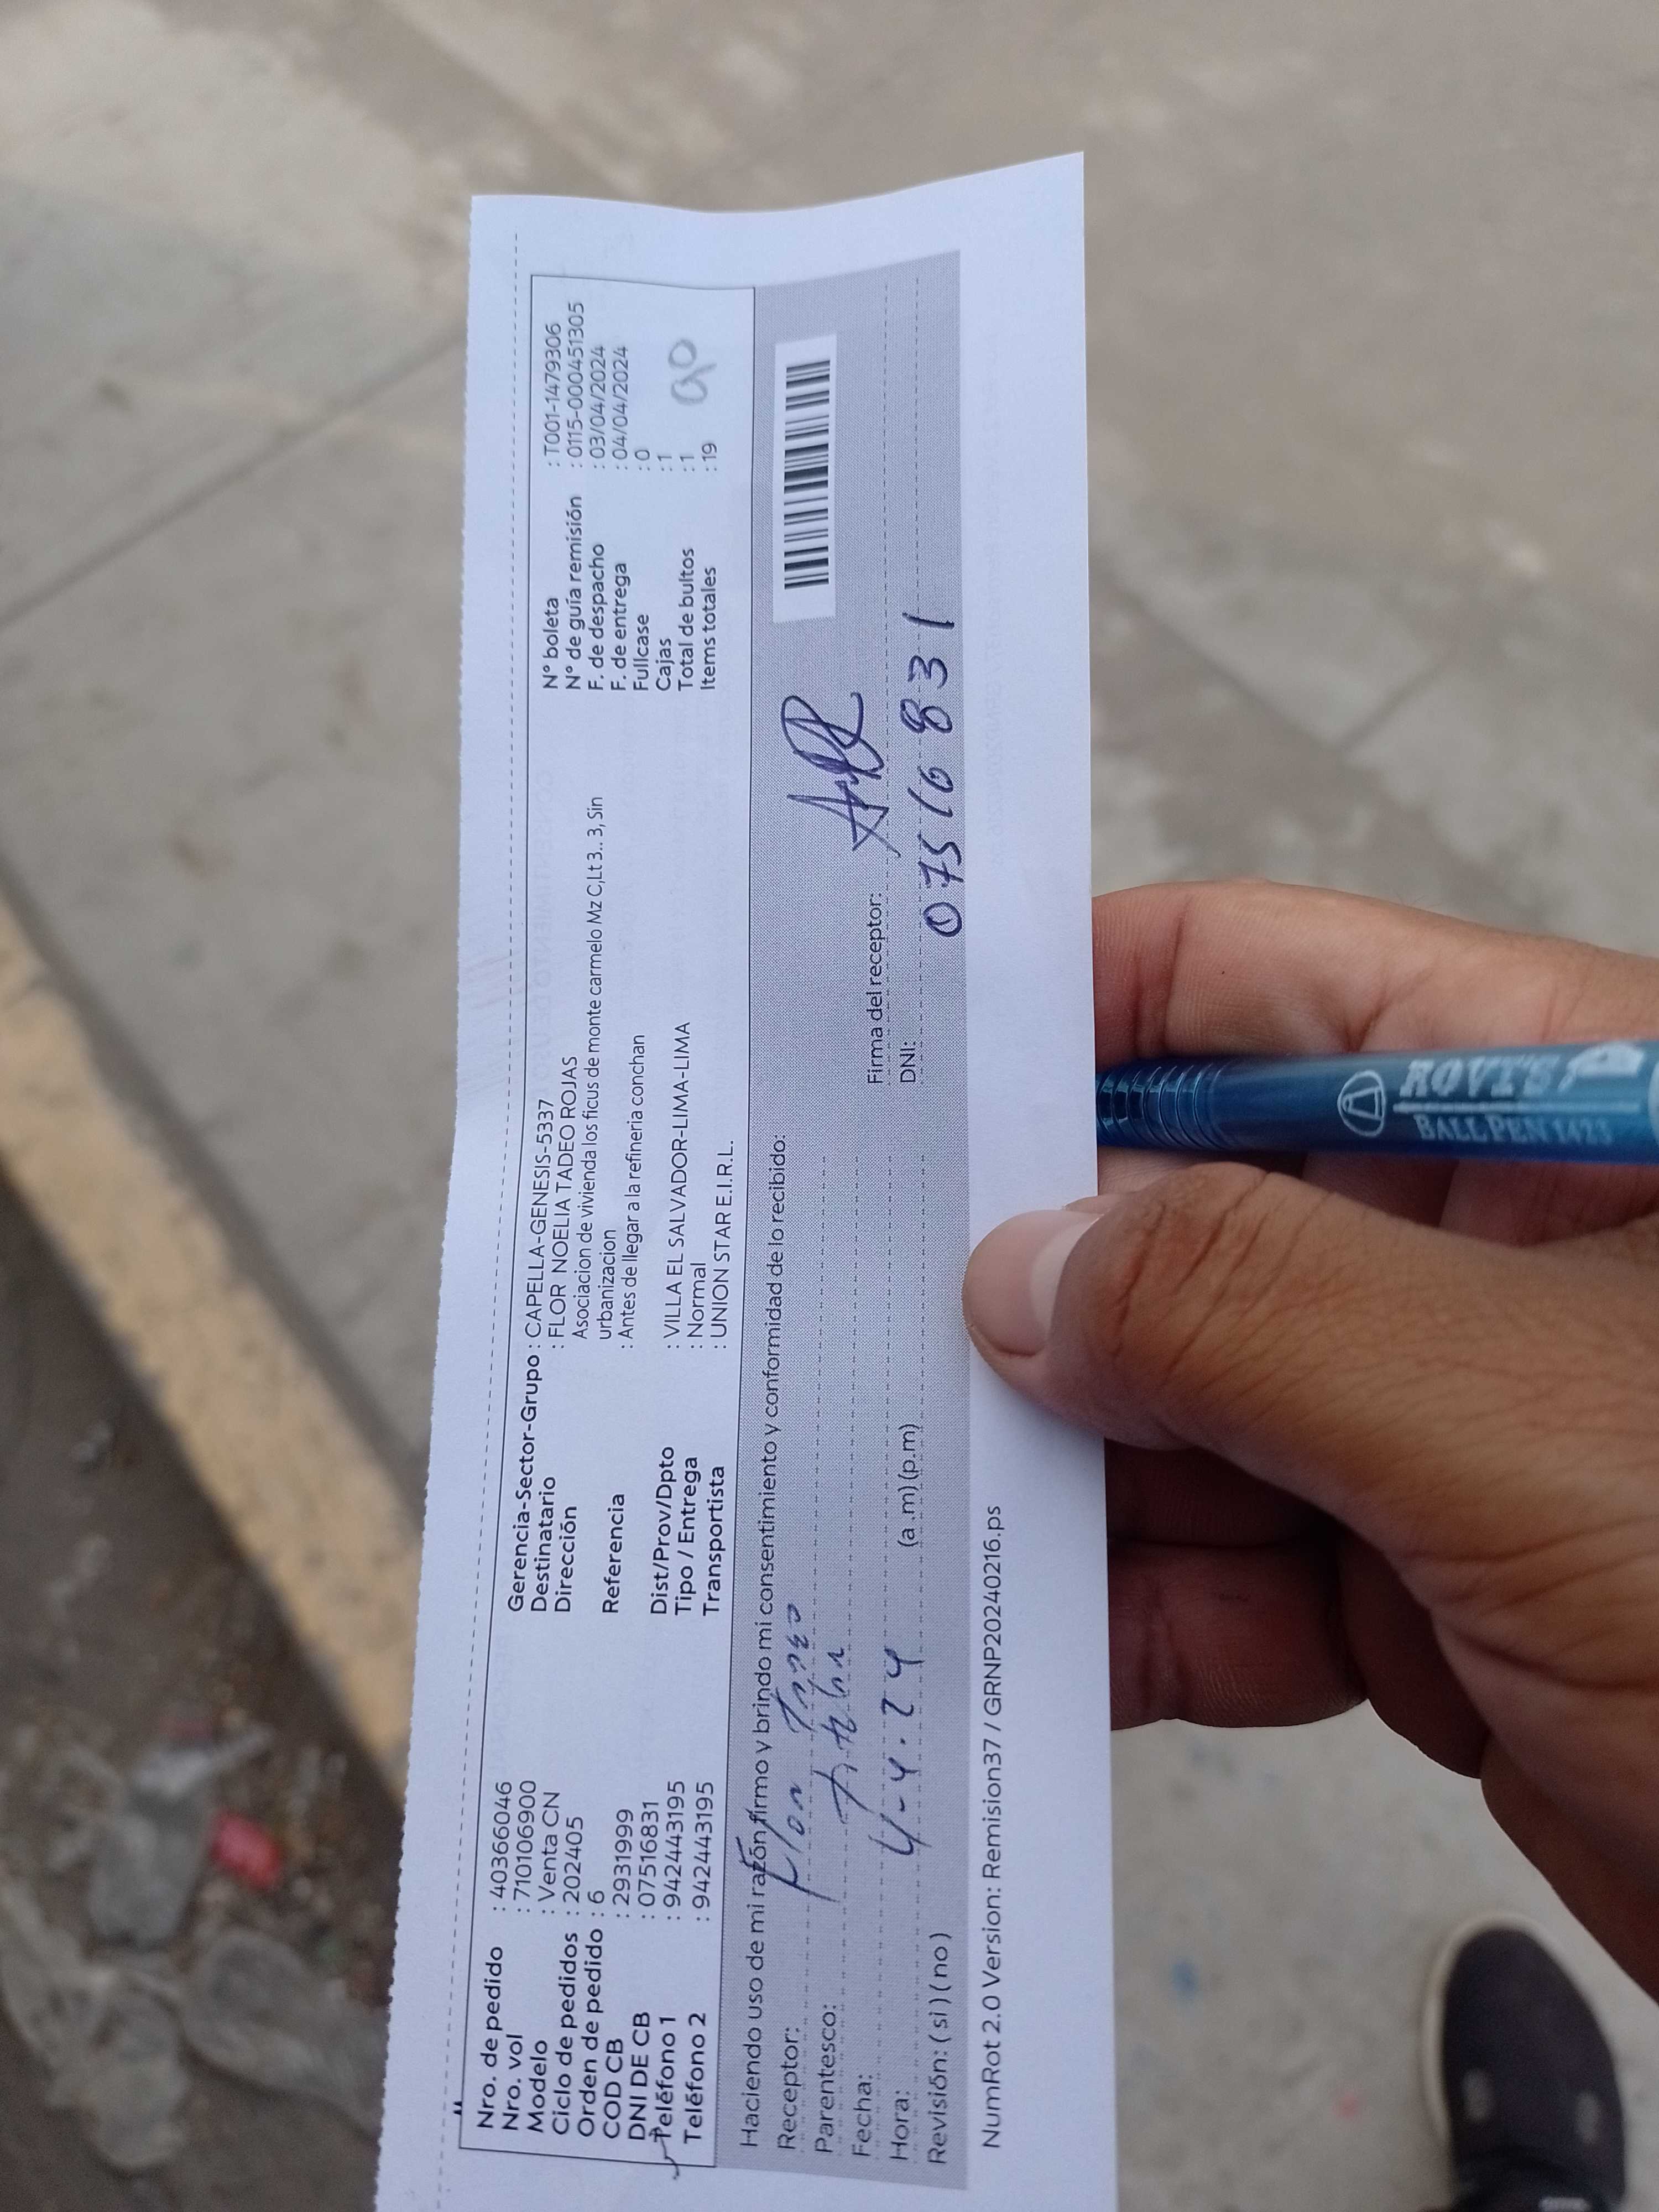 Nro. de pedido : 40366046
Nro. vol : 710106900
Modelo : Venta CN
Ciclo de pedidos : 202405
Orden de pedido : 6
COD CB : 2931999
DNI DE CB : 07516831
Teléfono 1 : 942443195
Teléfono 2 : 942443195
Gerencia-Sector-Grupo : CAPELLA-GENESIS-5337
Destinatario : FLOR NOELIA TADEO ROJAS
Dirección Asociacion de vivienda los ficus de monte carmelo Mz C,Lt 3.. 3, Sin
urbanizacion
Referencia : Antes de llegar a la refineria conchan
Dist/Prov/Dpto : VILLA EL SALVADOR-LIMA-LIMA
Tipo / Entrega : Normal
Transportista : UNION STAR E.I.R.L.
N° boleta : T001-1479306
N° de guía remisión : 0115-000451305
F. de despacho : 03/04/2024
F. de entrega : 04/04/2024
Fullcase : 0
Cajas : 1
Total de bultos : 1
Items totales : 19
Haciendo uso de mi razón firmo y brindo mi consentimiento y conformidad de lo recibido:
Receptor: Flor Tadeo
Parentesco: Titular
Fecha: 4-4.24
Hora: (a .m)(p.m)
Revisión: ( si ) ( no )
Firma del receptor:
DNI: 07516831
NumRot 2.0 Version: Remision37 / GRNP20240216.ps
ROVI'S
BALL PEN 1423